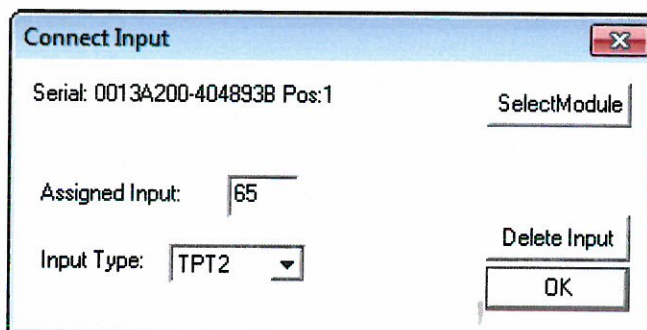 Connect Input
Serial: 0013A200-404893B Pos:1
SelectModule
Assigned Input: 65
Delete Input
Input Type: TPT2
OK